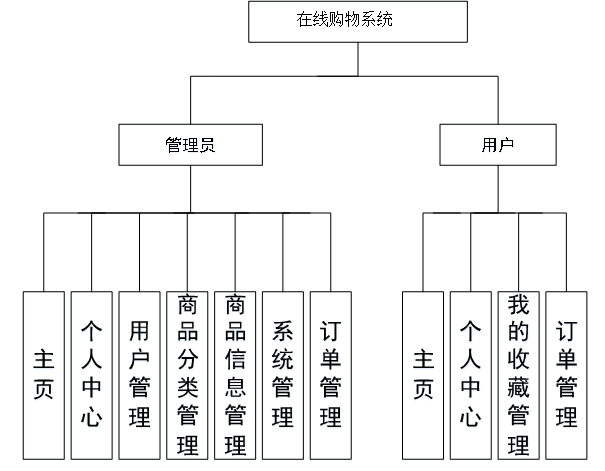 在线购物系统
管理员
用户
主页
个人中心
用户管理
商品分类管理
商品信息管理
系统管理
订单管理
主页
个人中心
我的收藏管理
订单管理